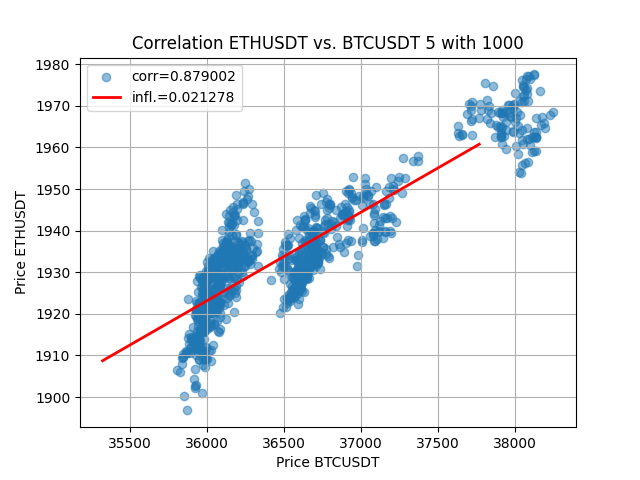 Correlation ETHUSDT vs. BTCUSDT 5 with 1000
corr=0.879002
infl.=0.021278
Price ETHUSDT
1980
1970
1960
1950
1940
1930
1920
1910
1900
35500 36000 36500 37000 37500 38000
Price BTCUSDT